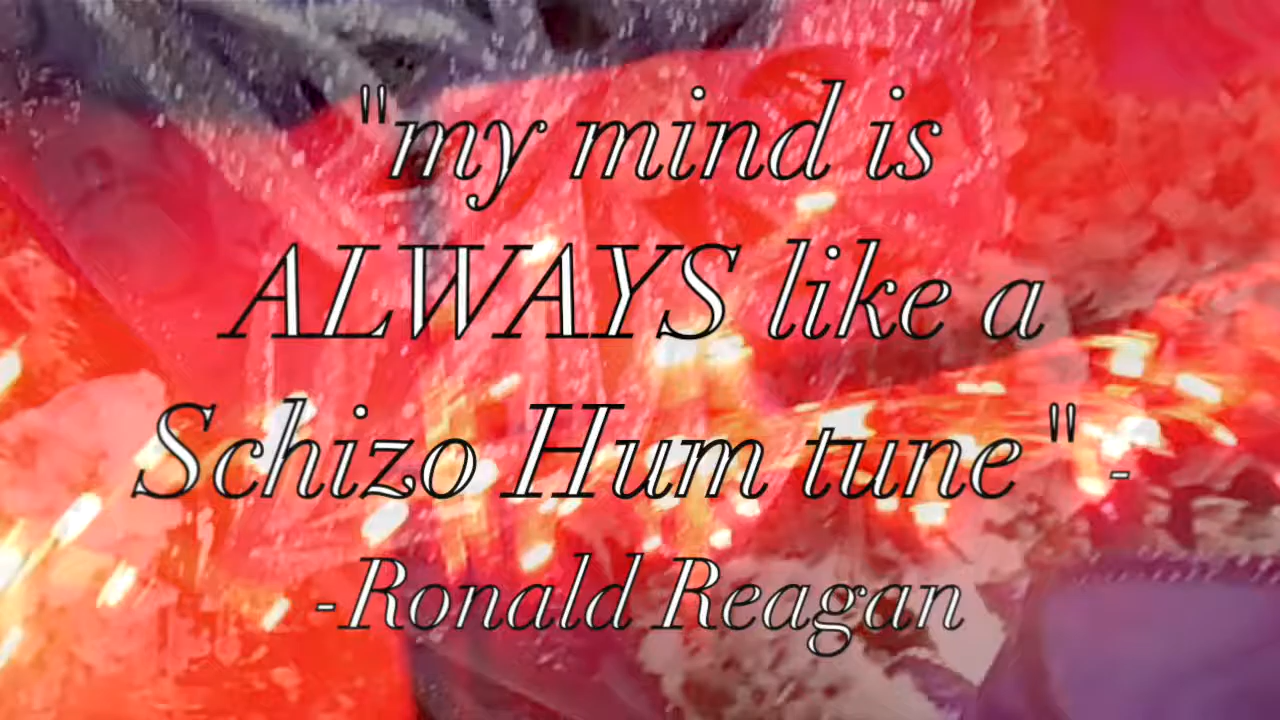 "my mind is
ALWAYS like a
Schizo Hum tune" -
-Ronald Reagan